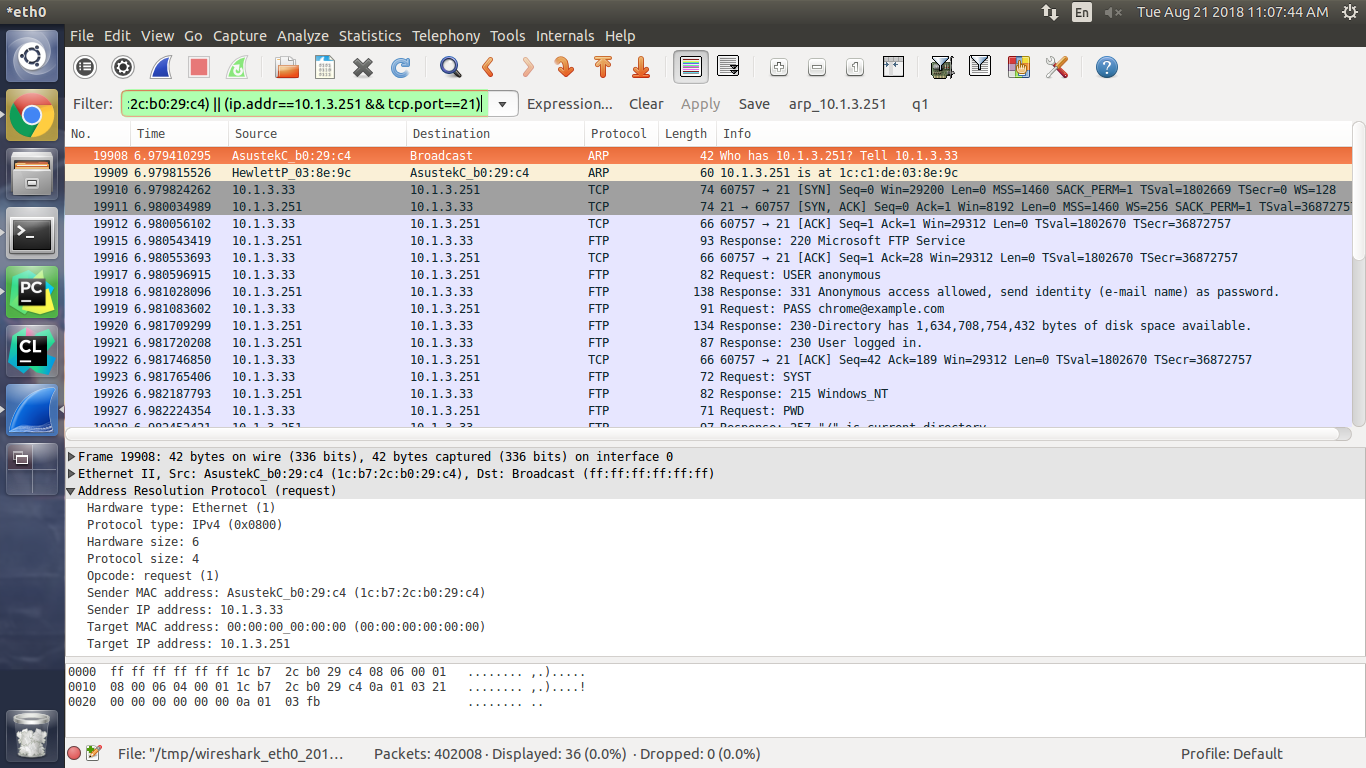 *eth0 En Tue Aug 21 2018 11:07:44 AM
File Edit View Go Capture Analyze Statistics Telephony Tools Internals Help
Filter: :2c:b0:29:c4) || (ip.addr==10.1.3.251 && tcp.port==21) Expression... Clear Apply Save arp_10.1.3.251 q1
No. Time Source Destination Protocol Length Info
19908 6.979410295 AsustekC_b0:29:c4 Broadcast ARP 42 Who has 10.1.3.251? Tell 10.1.3.33
19909 6.979815526 HewlettP_03:8e:9c AsustekC_b0:29:c4 ARP 60 10.1.3.251 is at 1c:c1:de:03:8e:9c
19910 6.979824262 10.1.3.33 10.1.3.251 TCP 74 60757 → 21 [SYN] Seq=0 Win=29200 Len=0 MSS=1460 SACK_PERM=1 TSval=1802669 TSecr=0 WS=128
19911 6.980034989 10.1.3.251 10.1.3.33 TCP 74 21 → 60757 [SYN, ACK] Seq=0 Ack=1 Win=8192 Len=0 MSS=1460 WS=256 SACK_PERM=1 TSval=3687275
19912 6.980056102 10.1.3.33 10.1.3.251 TCP 66 60757 → 21 [ACK] Seq=1 Ack=1 Win=29312 Len=0 TSval=1802670 TSecr=36872757
19915 6.980543419 10.1.3.251 10.1.3.33 FTP 93 Response: 220 Microsoft FTP Service
19916 6.980553693 10.1.3.33 10.1.3.251 TCP 66 60757 → 21 [ACK] Seq=1 Ack=28 Win=29312 Len=0 TSval=1802670 TSecr=36872757
19917 6.980596915 10.1.3.33 10.1.3.251 FTP 82 Request: USER anonymous
19918 6.981028096 10.1.3.251 10.1.3.33 FTP 138 Response: 331 Anonymous access allowed, send identity (e-mail name) as password.
19919 6.981083602 10.1.3.33 10.1.3.251 FTP 91 Request: PASS chrome@example.com
19920 6.981709299 10.1.3.251 10.1.3.33 FTP 134 Response: 230-Directory has 1,634,708,754,432 bytes of disk space available.
19921 6.981720208 10.1.3.251 10.1.3.33 FTP 87 Response: 230 User logged in.
19922 6.981746850 10.1.3.33 10.1.3.251 TCP 66 60757 → 21 [ACK] Seq=42 Ack=189 Win=29312 Len=0 TSval=1802670 TSecr=36872757
19923 6.981765406 10.1.3.33 10.1.3.251 FTP 72 Request: SYST
19926 6.982187793 10.1.3.251 10.1.3.33 FTP 82 Response: 215 Windows_NT
19927 6.982224354 10.1.3.33 10.1.3.251 FTP 71 Request: PWD
19928 6.982452421 10.1.3.251 10.1.3.33 FTP 97 Response: 257 "/" is current directory.
Frame 19908: 42 bytes on wire (336 bits), 42 bytes captured (336 bits) on interface 0
Ethernet II, Src: AsustekC_b0:29:c4 (1c:b7:2c:b0:29:c4), Dst: Broadcast (ff:ff:ff:ff:ff:ff)
Address Resolution Protocol (request)
Hardware type: Ethernet (1)
Protocol type: IPv4 (0x0800)
Hardware size: 6
Protocol size: 4
Opcode: request (1)
Sender MAC address: AsustekC_b0:29:c4 (1c:b7:2c:b0:29:c4)
Sender IP address: 10.1.3.33
Target MAC address: 00:00:00_00:00:00 (00:00:00:00:00:00)
Target IP address: 10.1.3.251
0000 ff ff ff ff ff ff 1c b7 2c b0 29 c4 08 06 00 01 ........ ,.).....
0010 08 00 06 04 00 01 1c b7 2c b0 29 c4 0a 01 03 21 ........ ,.)....!
0020 00 00 00 00 00 00 0a 01 03 fb ........ ..
File: "/tmp/wireshark_eth0_201... Packets: 402008 · Displayed: 36 (0.0%) · Dropped: 0 (0.0%) Profile: Default
>_
PC
CL